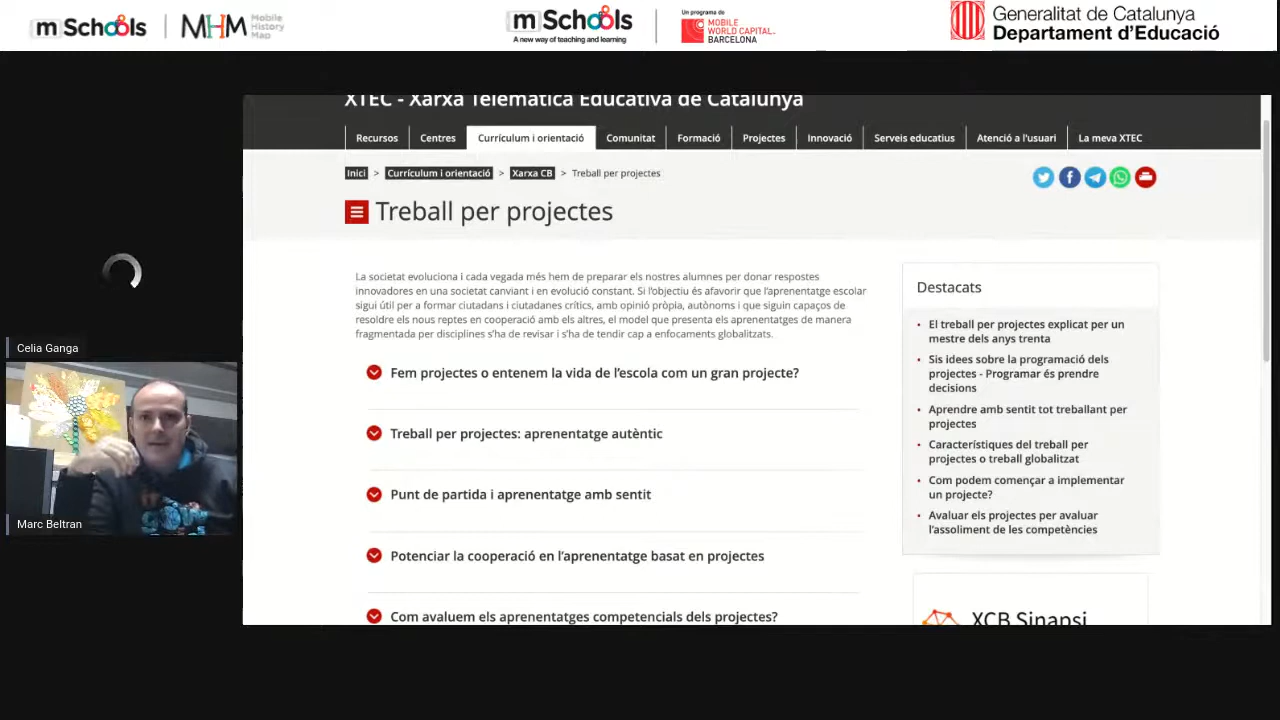 mSchools
MHM
Mobile
History
Map
mSchools
A new way of teaching and learning
Un programa de
MOBILE
WORLD CAPITAL
BARCELONA
Generalitat de Catalunya
Departament d'Educació
XTEC - Xarxa Telemàtica Educativa de Catalunya
Recursos
Centres
Currículum i orientació
Comunitat
Formació
Projectes
Innovació
Serveis educatius
Atenció a l'usuari
La meva XTEC
Inici > Currículum i orientació > Xarxa CB > Treball per projectes
Treball per projectes
La societat evoluciona i cada vegada més hem de preparar els nostres alumnes per donar respostes
innovadores en una societat canviant i en evolució constant. Si l'objectiu és afavorir que l'aprenentatge escolar
sigui útil per a formar ciutadans i ciutadanes crítics, amb opinió pròpia, autònoms i que siguin capaços de
resoldre els nous reptes en cooperació amb els altres, el model que presenta els aprenentatges de manera
fragmentada per disciplines s'ha de revisar i s'ha de tendir cap a enfocaments globalitzats.
Fem projectes o entenem la vida de l'escola com un gran projecte?
Treball per projectes: aprenentatge autèntic
Punt de partida i aprenentatge amb sentit
Potenciar la cooperació en l'aprenentatge basat en projectes
Com avaluem els aprenentatges competencials dels projectes?
Destacats
El treball per projectes explicat per un
mestre dels anys trenta
Sis idees sobre la programació dels
projectes - Programar és prendre
decisions
Aprendre amb sentit tot treballant per
projectes
Característiques del treball per
projectes o treball globalitzat
Com podem començar a implementar
un projecte?
Avaluar els projectes per avaluar
l'assoliment de les competències
XCB Sinapsi
Celia Ganga
Marc Beltran